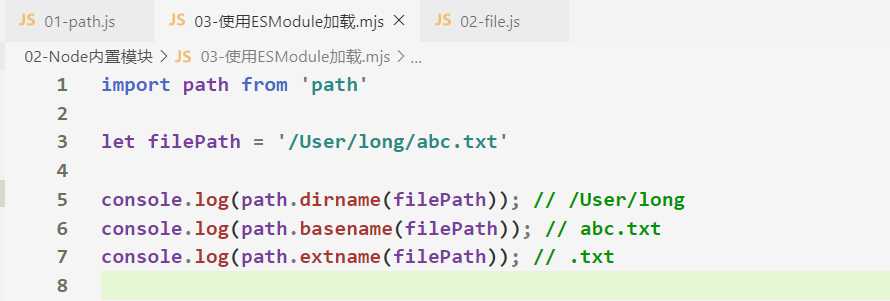 JS 01-path.js JS 03-使用ESModule加载.mjs × JS 02-file.js
02-Node内置模块 > JS 03-使用ESModule加载.mjs > ...
1 import path from 'path'
2
3 let filePath = '/User/long/abc.txt'
4
5 console.log(path.dirname(filePath)); // /User/long
6 console.log(path.basename(filePath)); // abc.txt
7 console.log(path.extname(filePath)); // .txt
8